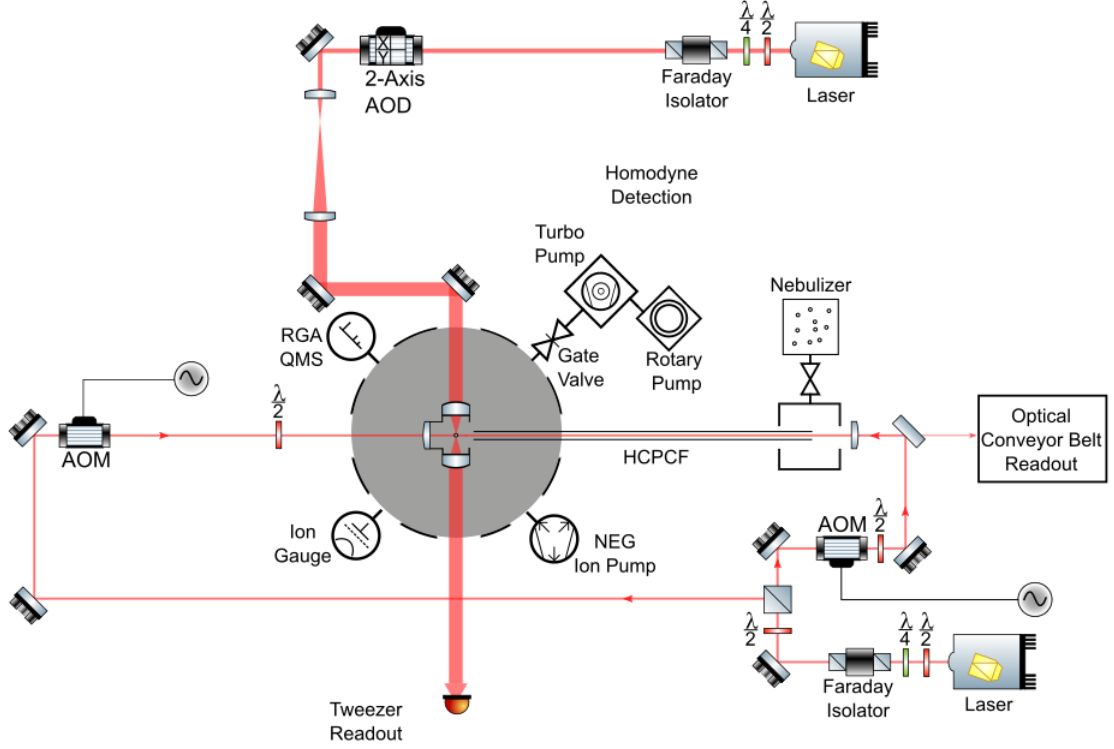 λ/4
λ/2
2-Axis
AOD
Faraday
Isolator
Laser
Homodyne
Detection
Turbo
Pump
Nebulizer
RGA
QMS
Gate
Valve
Rotary
Pump
λ/2
AOM
HCPCF
Optical
Conveyor Belt
Readout
Ion
Gauge
NEG
Ion Pump
AOM
λ/2
λ/2
λ/4
λ/2
Faraday
Isolator
Laser
Tweezer
Readout